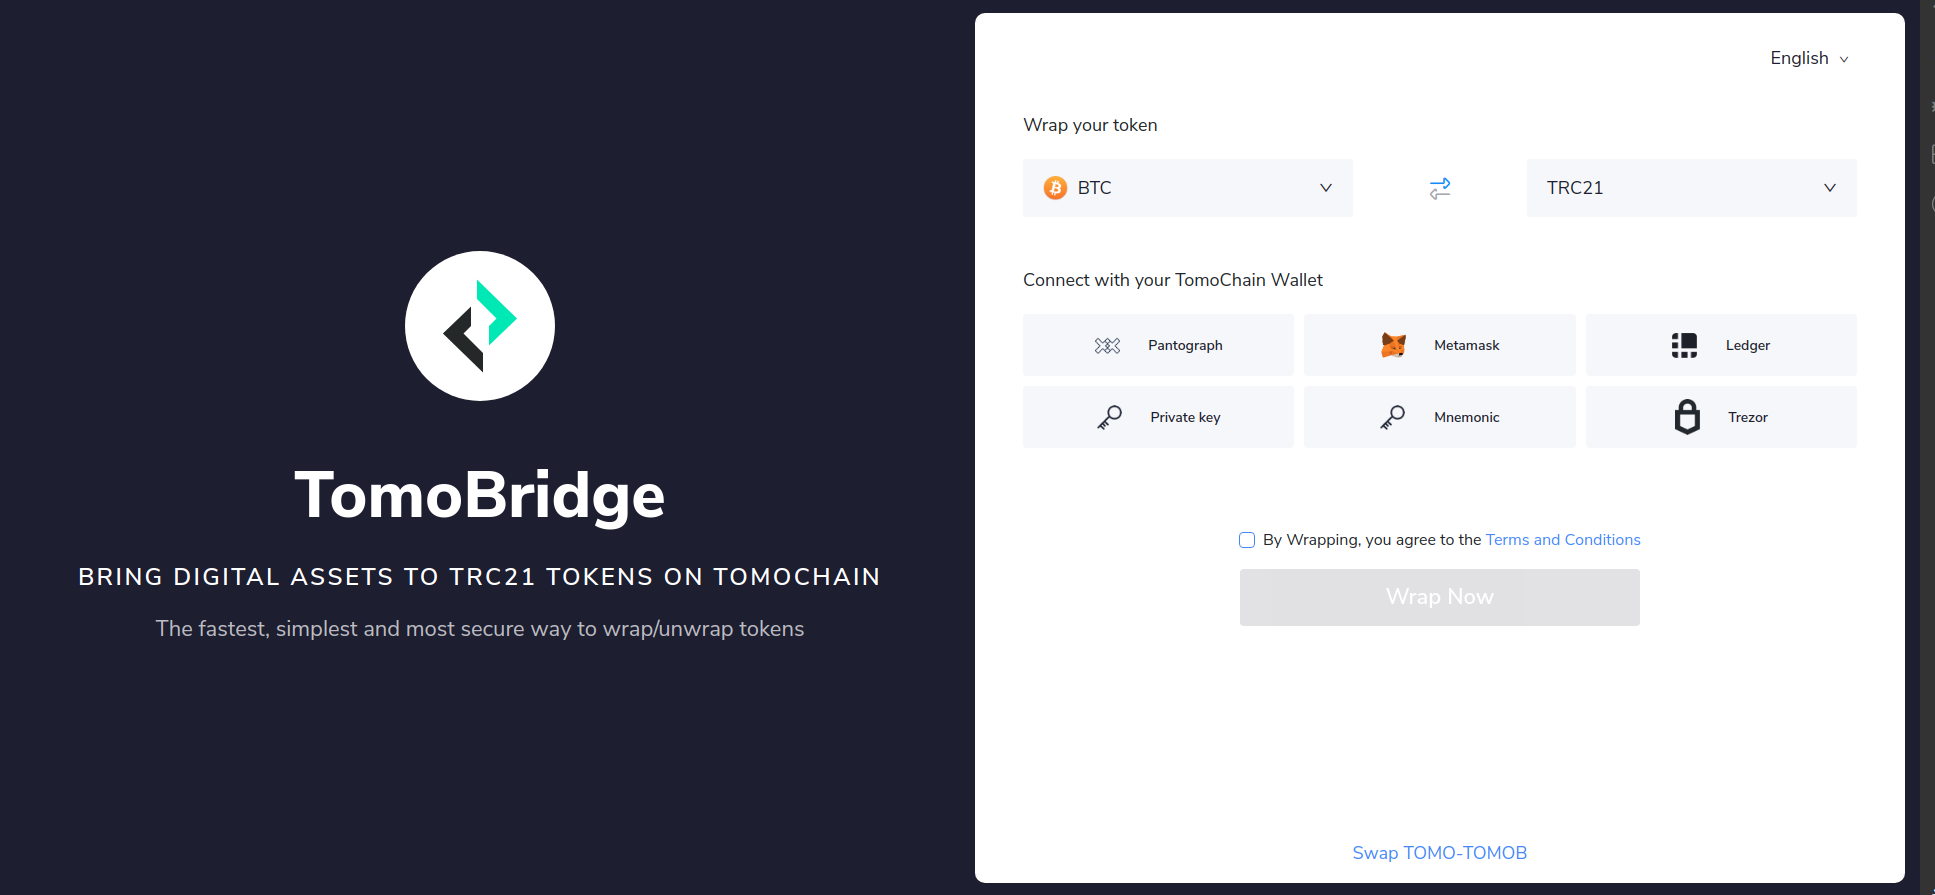 TomoBridge
BRING DIGITAL ASSETS TO TRC21 TOKENS ON TOMOCHAIN
The fastest, simplest and most secure way to wrap/unwrap tokens
English
Wrap your token
BTC
TRC21
Connect with your TomoChain Wallet
Pantograph
Metamask
Ledger
Private key
Mnemonic
Trezor
By Wrapping, you agree to the Terms and Conditions
Wrap Now
Swap TOMO-TOMOB